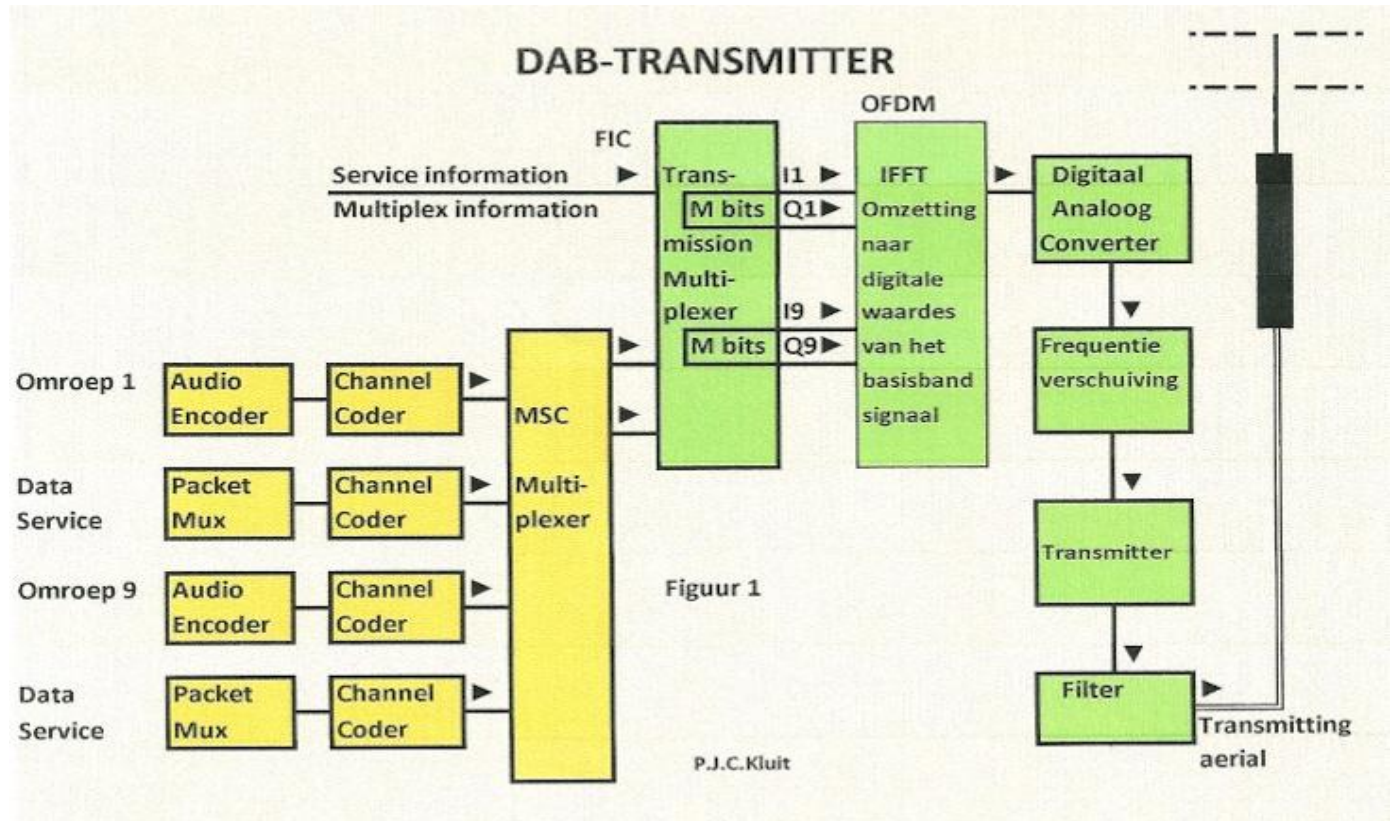 DAB-TRANSMITTER
OFDM
FIC
Service information
Multiplex information
Trans-
M bits
mission
Multi-
plexer
M bits
I1
Q1
I9
Q9
IFFT
Omzetting
naar
digitale
waardes
van het
basisband
signaal
Digitaal
Analoog
Converter
Frequentie
verschuiving
Transmitter
Filter
Transmitting
aerial
Omroep 1
Audio
Encoder
Channel
Coder
MSC
Multi-
plexer
Data
Service
Packet
Mux
Channel
Coder
Omroep 9
Audio
Encoder
Channel
Coder
Data
Service
Packet
Mux
Channel
Coder
Figuur 1
P.J.C.Kluit